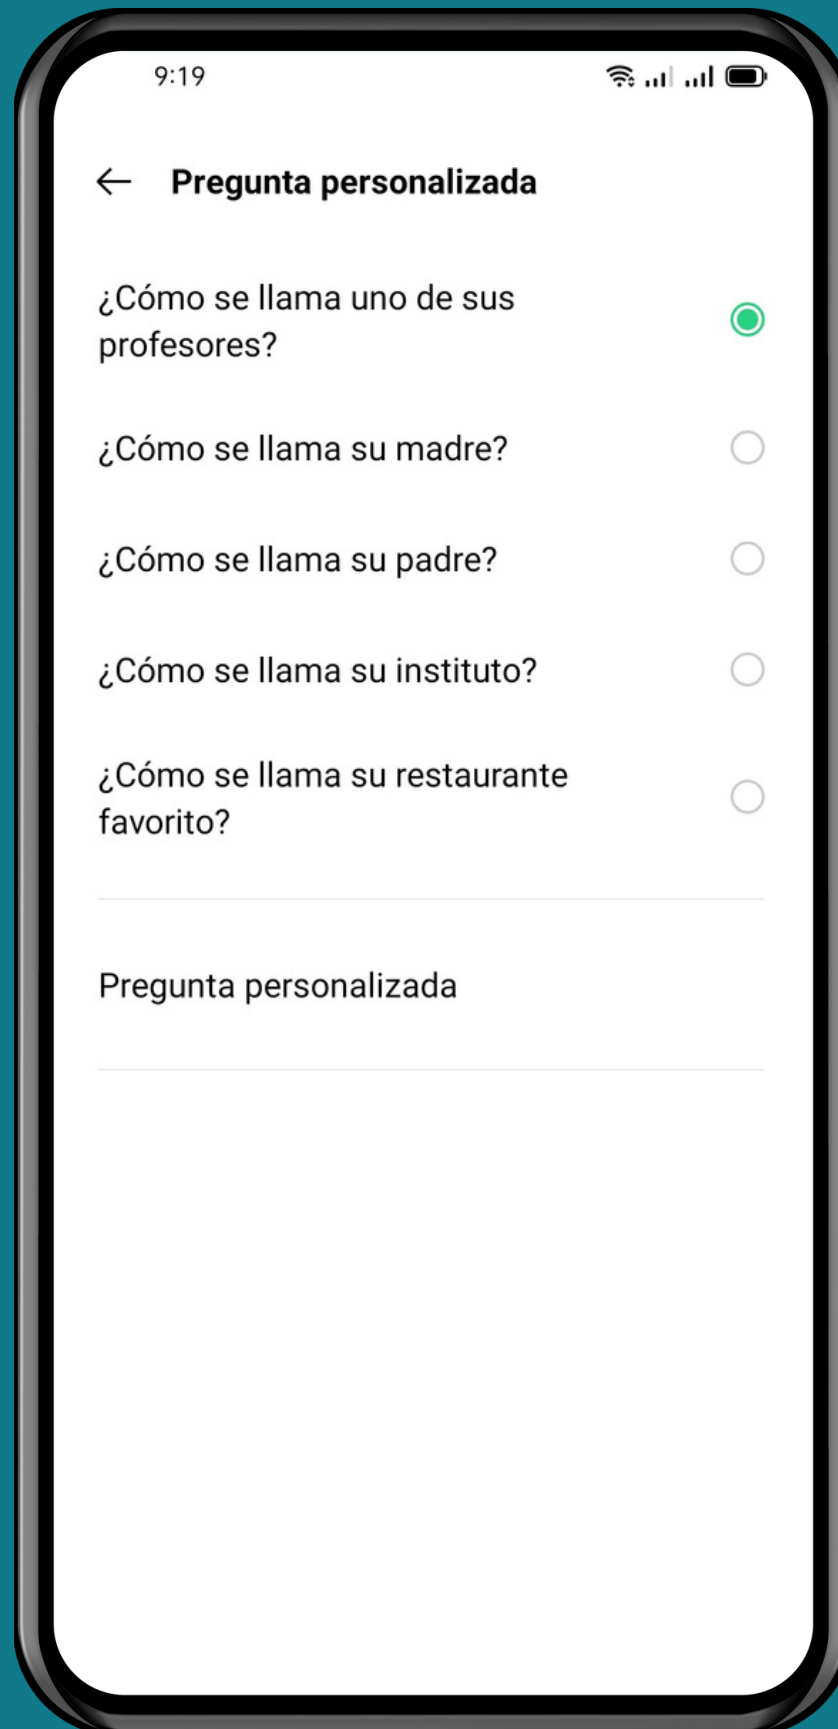 9:19
Pregunta personalizada
¿Cómo se llama uno de sus
profesores?
¿Cómo se llama su madre?
¿Cómo se llama su padre?
¿Cómo se llama su instituto?
¿Cómo se llama su restaurante
favorito?
Pregunta personalizada